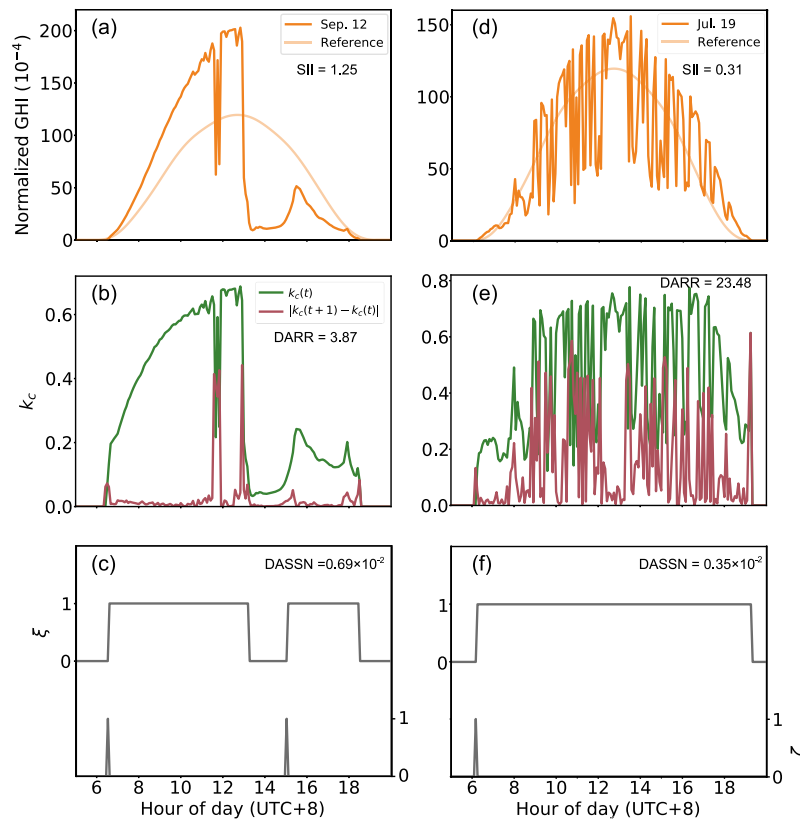 (a)
Sep. 12
Reference
SII = 1.25
Normalized GHI (10⁻⁴)
200
150
100
50
0
(d)
Jul. 19
Reference
SII = 0.31
150
100
50
0
(b)
k_c(t)
|k_c(t+1) − k_c(t)|
DARR = 3.87
k_c
0.6
0.4
0.2
0.0
(e)
DARR = 23.48
0.8
0.6
0.4
0.2
0.0
(c)
DASSN =0.69×10⁻²
ξ
1
0
1
0
6 8 10 12 14 16 18
Hour of day (UTC+8)
(f)
DASSN = 0.35×10⁻²
1
0
1
0
ζ
6 8 10 12 14 16 18
Hour of day (UTC+8)